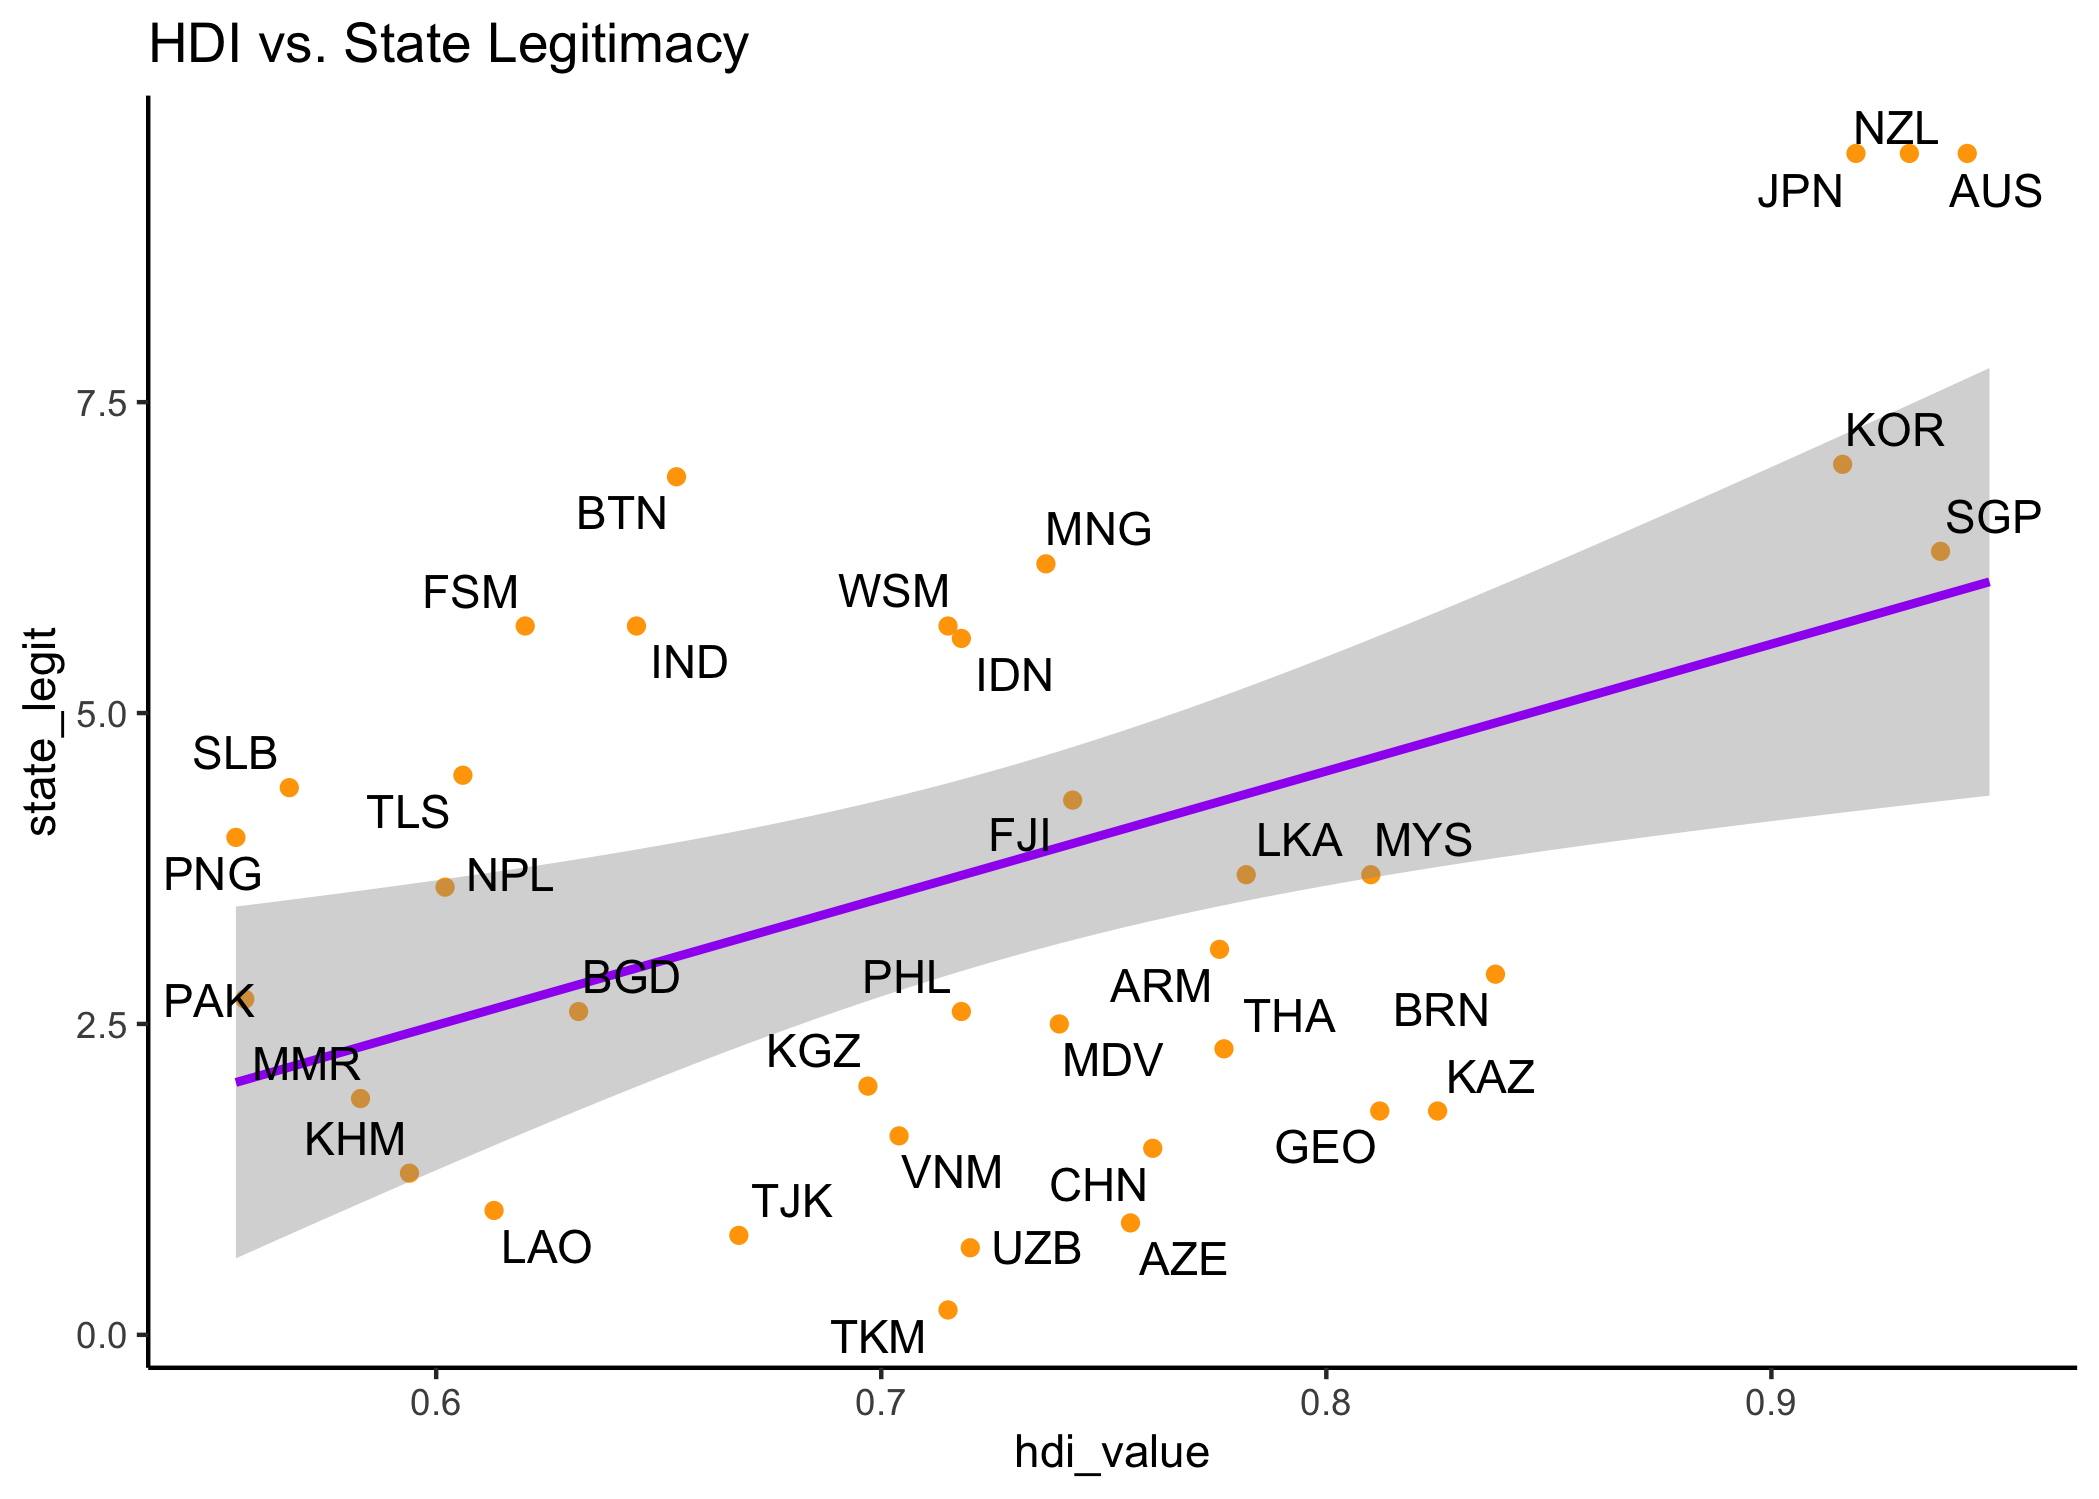 HDI vs. State Legitimacy
NZL
JPN
AUS
7.5
KOR
BTN
SGP
MNG
FSM
WSM
IND
IDN
state_legit
5.0
SLB
TLS
FJI
LKA
MYS
PNG
NPL
PAK
BGD
PHL
ARM
THA
BRN
2.5
MMR
KGZ
MDV
KAZ
KHM
GEO
VNM
CHN
TJK
LAO
UZB
AZE
TKM
0.0
0.6
0.7
0.8
0.9
hdi_value